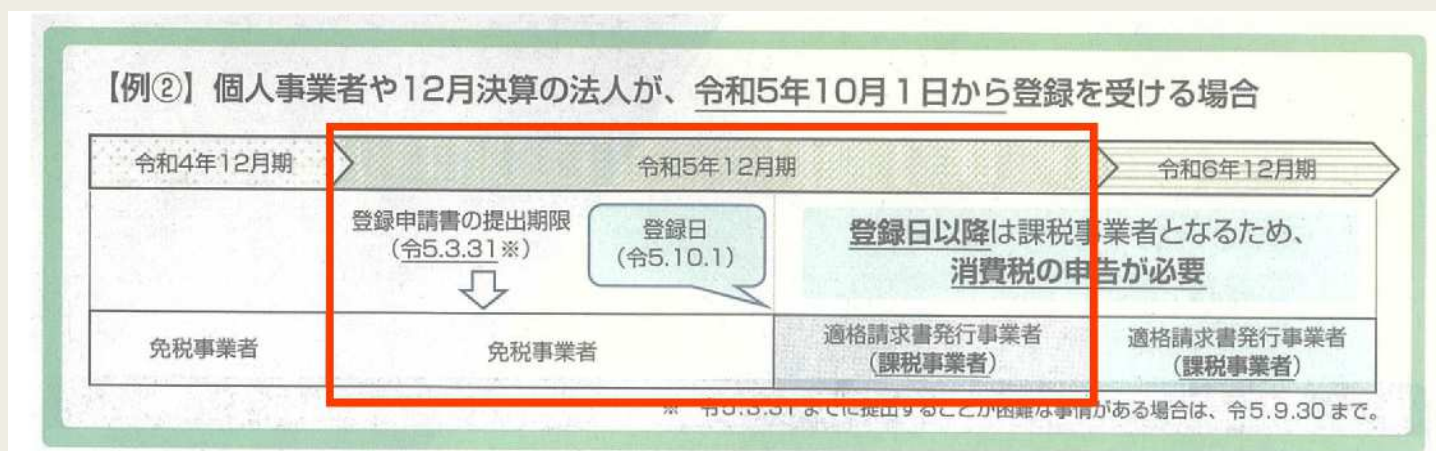 【例②】個人事業者や12月決算の法人が、令和5年10月1日から登録を受ける場合
令和4年12月期
令和5年12月期
令和6年12月期
登録申請書の提出期限
(令5.3.31※)
登録日
(令5.10.1)
登録日以降は課税事業者となるため、
消費税の申告が必要
免税事業者
免税事業者
適格請求書発行事業者
(課税事業者)
適格請求書発行事業者
(課税事業者)
※ 令5.3.31までに提出することが困難な事情がある場合は、令5.9.30まで。